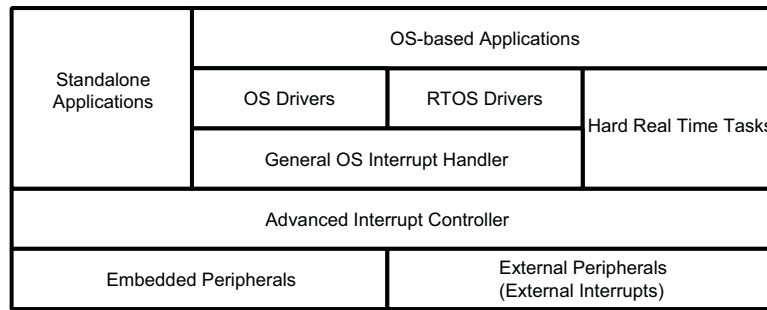 OS-based Applications
Standalone
Applications
OS Drivers
RTOS Drivers
Hard Real Time Tasks
General OS Interrupt Handler
Advanced Interrupt Controller
Embedded Peripherals
External Peripherals
(External Interrupts)